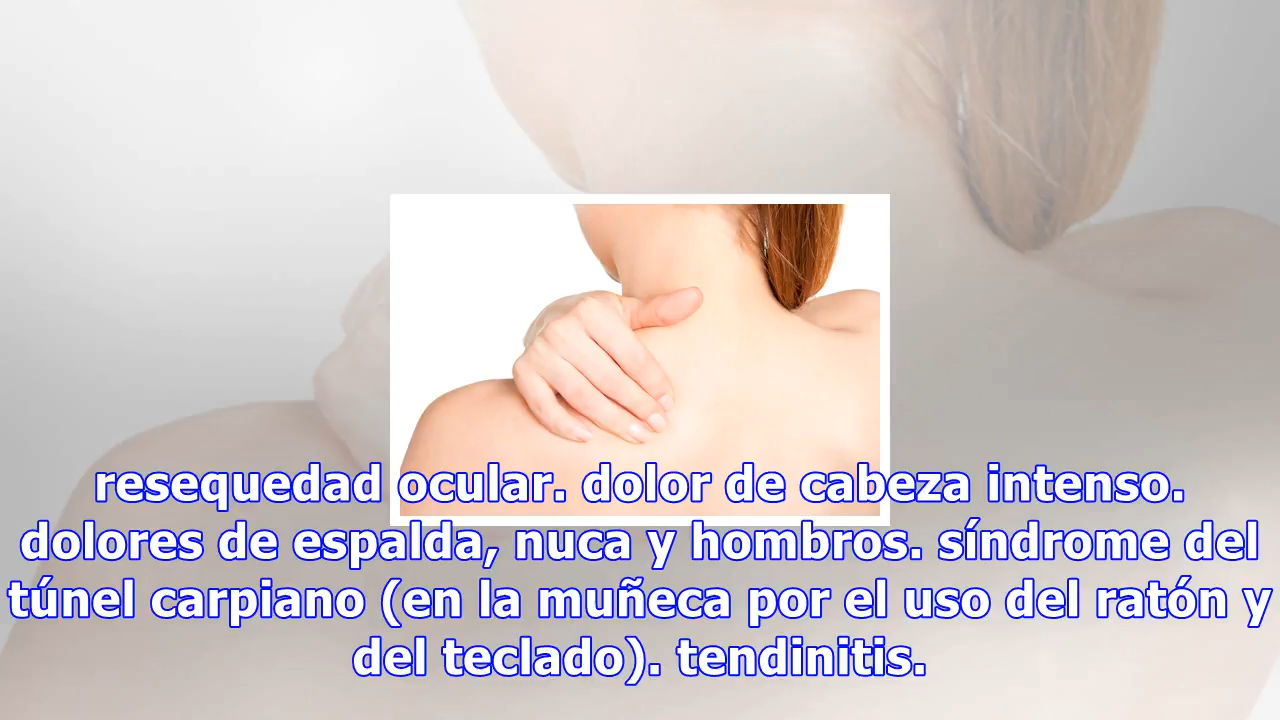 resequedad ocular. dolor de cabeza intenso.
dolores de espalda, nuca y hombros. síndrome del
túnel carpiano (en la muñeca por el uso del ratón y
del teclado). tendinitis.